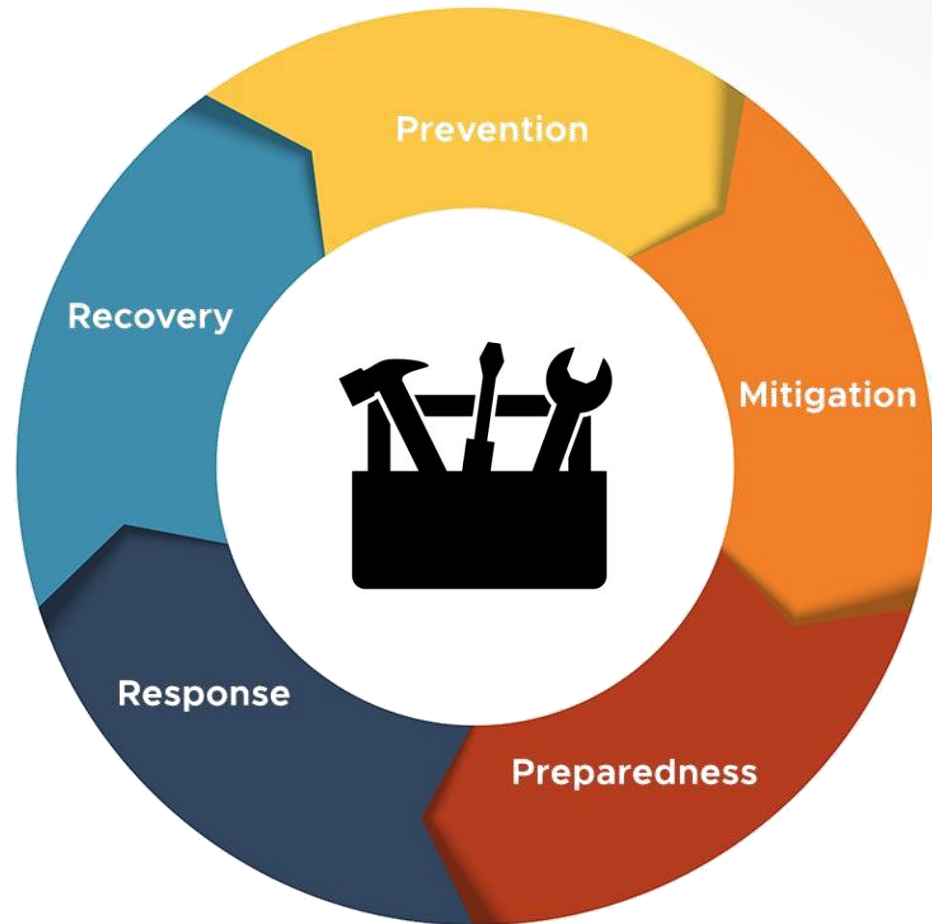 Prevention
Mitigation
Preparedness
Response
Recovery